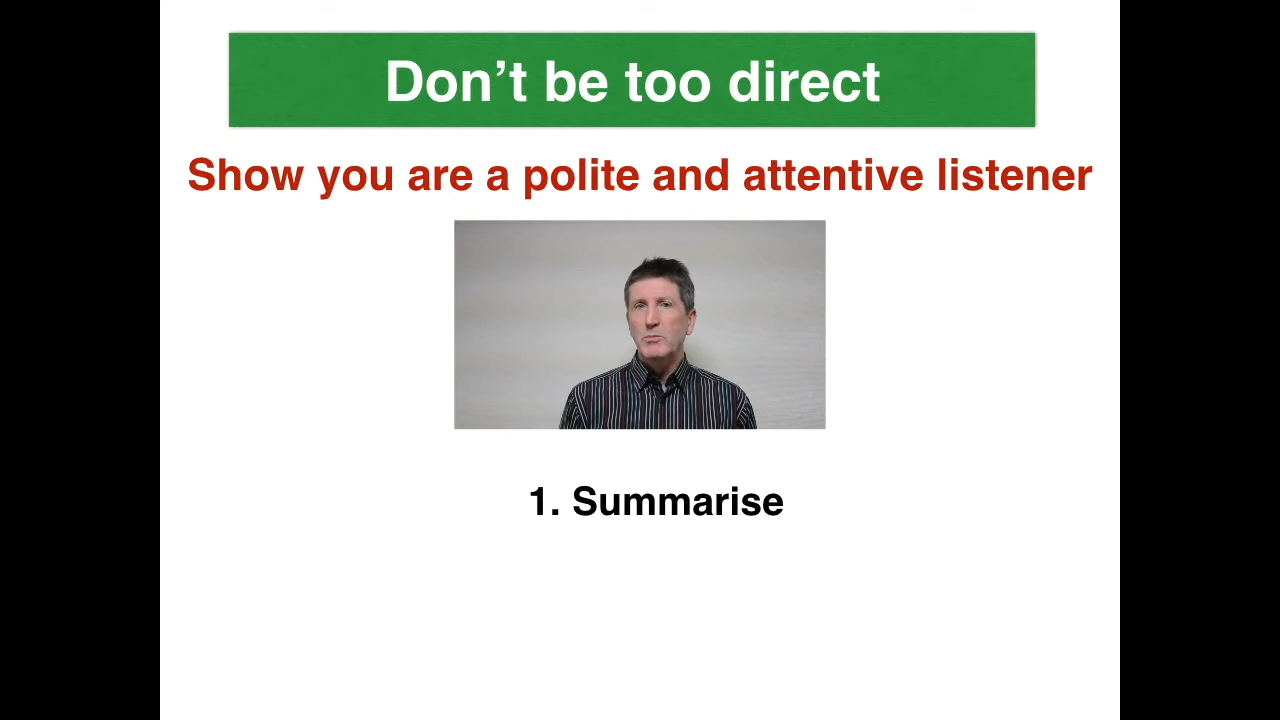 Don’t be too direct
Show you are a polite and attentive listener
1. Summarise